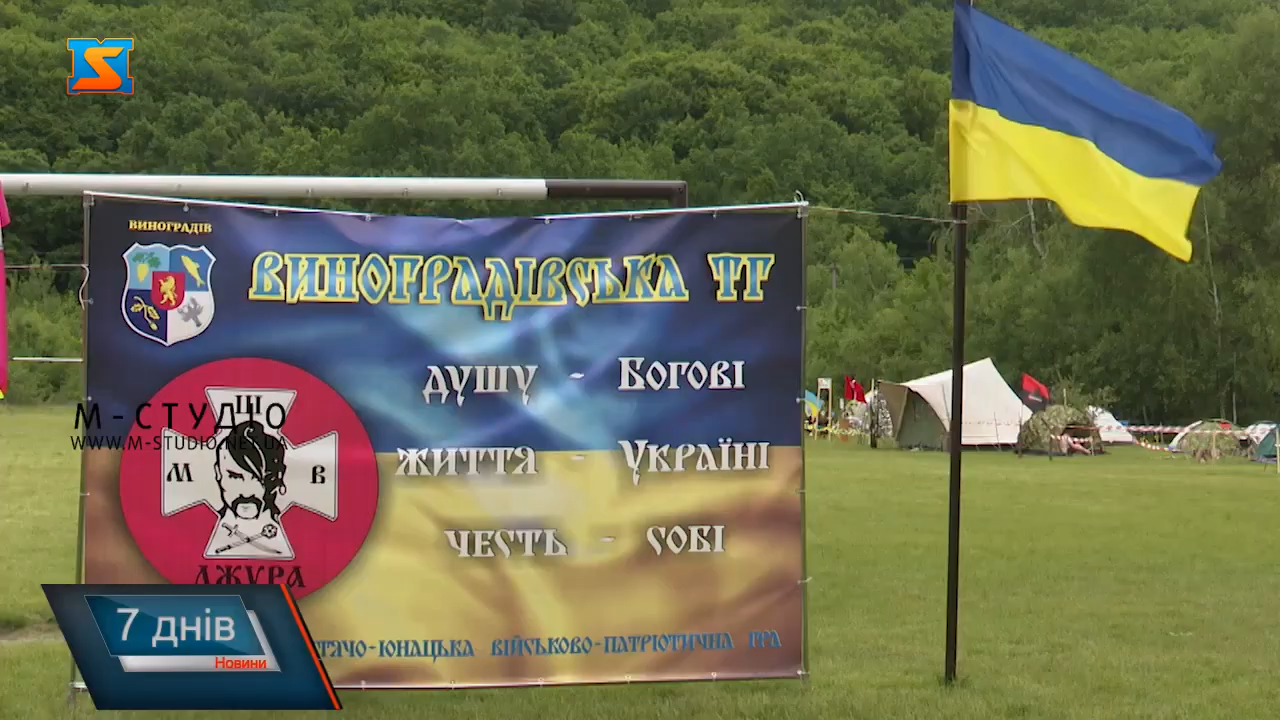 ВИНОГРАДІВ
ВИНОГРАДІВСЬКА ТГ
ДУШУ - БОГОВІ
ЖИТТЯ - УКРАЇНІ
ЧЕСТЬ - СОБІ
Ш
М В
ДЖУРА
ВІЙСЬКОВО-ПАТРІОТИЧНА ГРА
М-СТУДІО
WWW.M-STUDIO.NET.UA
7 днів
Новини